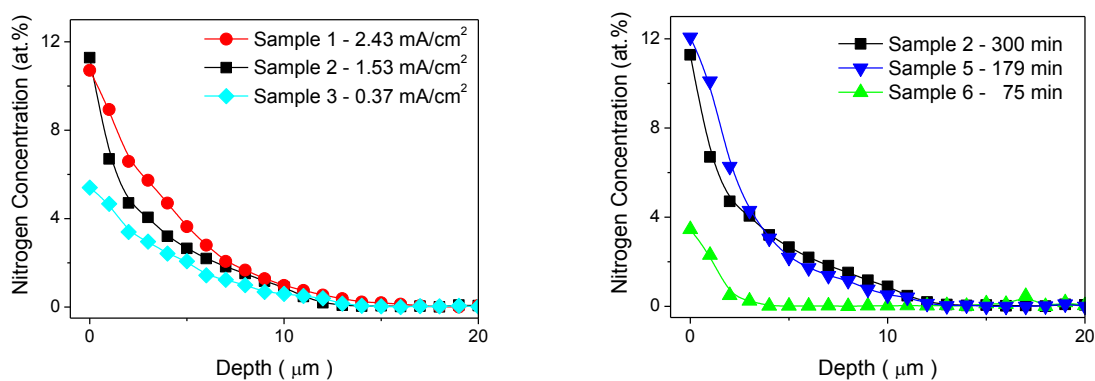 Nitrogen Concentration (at.%)
12
8
4
0
0
10
20
Depth ( μm )
Sample 1 - 2.43 mA/cm²
Sample 2 - 1.53 mA/cm²
Sample 3 - 0.37 mA/cm²
Nitrogen Concentration (at.%)
12
8
4
0
0
10
20
Depth ( μm )
Sample 2 - 300 min
Sample 5 - 179 min
Sample 6 - 75 min